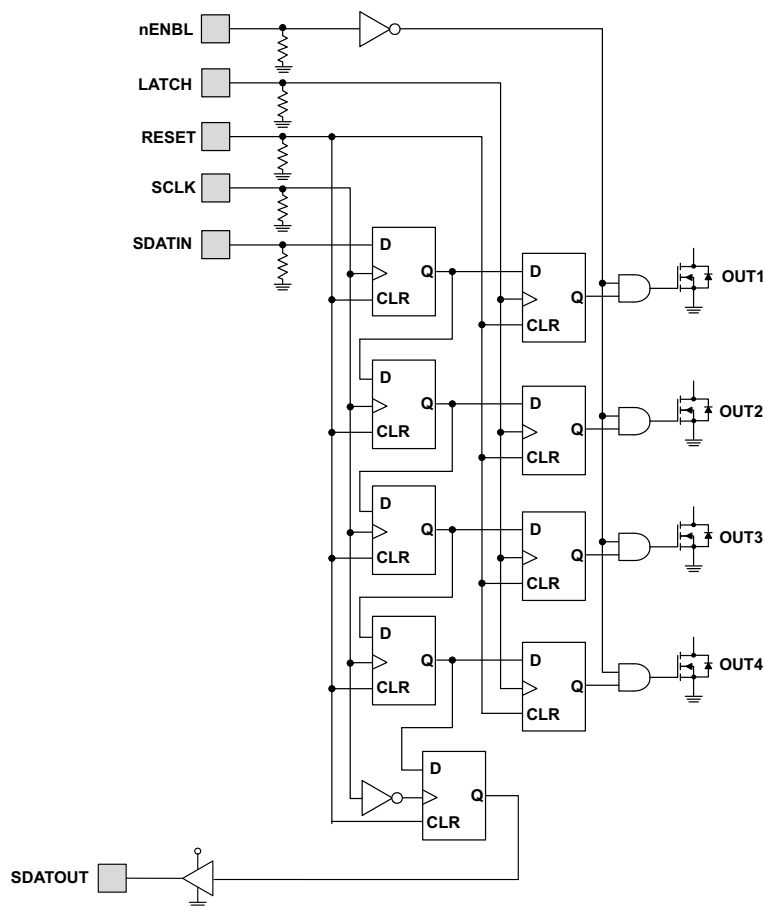 nENBL
LATCH
RESET
SCLK
SDATIN
D
Q
CLR
D
Q
CLR
OUT1
D
Q
CLR
D
Q
CLR
OUT2
D
Q
CLR
D
Q
CLR
OUT3
D
Q
CLR
D
Q
CLR
OUT4
D
Q
CLR
SDATOUT